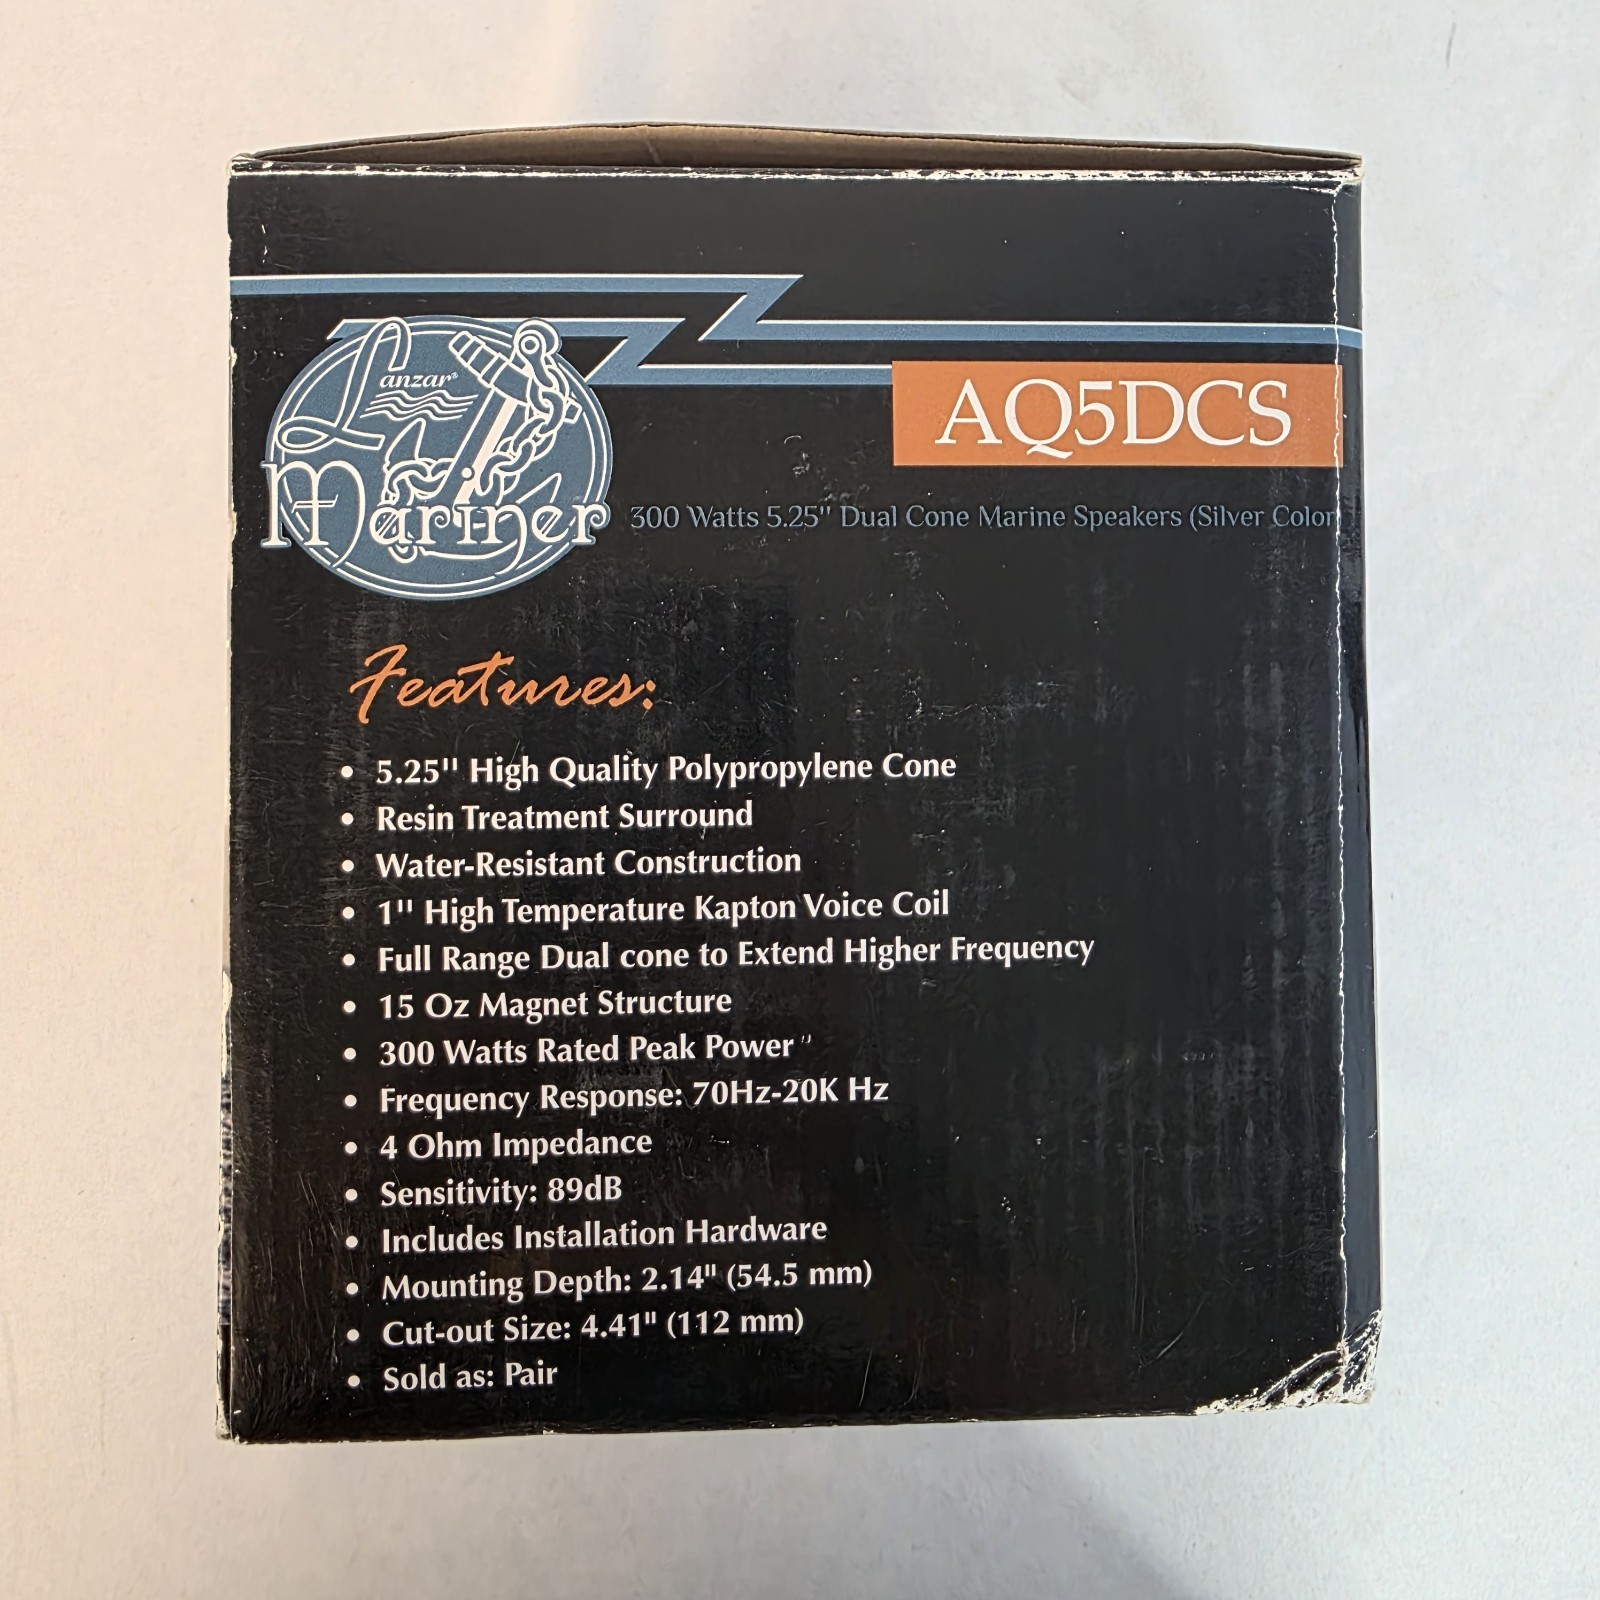 Lanzar®
Mariner
AQ5DCS
300 Watts 5.25'' Dual Cone Marine Speakers (Silver Color
Features:
• 5.25'' High Quality Polypropylene Cone
• Resin Treatment Surround
• Water-Resistant Construction
• 1'' High Temperature Kapton Voice Coil
• Full Range Dual cone to Extend Higher Frequency
• 15 Oz Magnet Structure
• 300 Watts Rated Peak Power
• Frequency Response: 70Hz-20K Hz
• 4 Ohm Impedance
• Sensitivity: 89dB
• Includes Installation Hardware
• Mounting Depth: 2.14" (54.5 mm)
• Cut-out Size: 4.41" (112 mm)
• Sold as: Pair